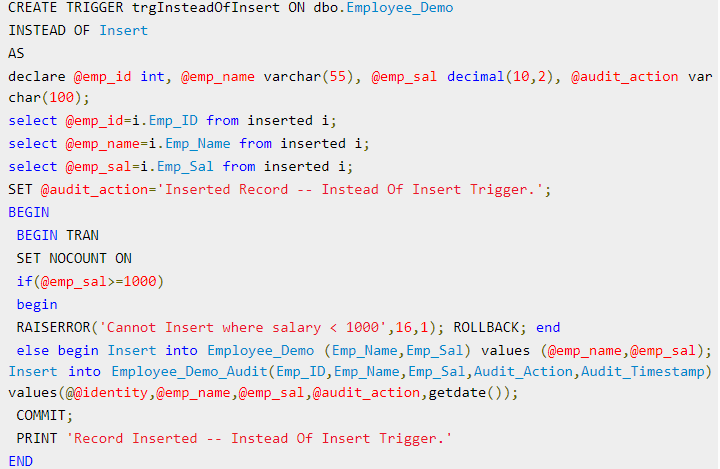 CREATE TRIGGER trgInsteadOfInsert ON dbo.Employee_Demo
INSTEAD OF Insert
AS
declare @emp_id int, @emp_name varchar(55), @emp_sal decimal(10,2), @audit_action var
char(100);
select @emp_id=i.Emp_ID from inserted i;
select @emp_name=i.Emp_Name from inserted i;
select @emp_sal=i.Emp_Sal from inserted i;
SET @audit_action='Inserted Record -- Instead Of Insert Trigger.';
BEGIN
 BEGIN TRAN
 SET NOCOUNT ON
 if(@emp_sal>=1000)
 begin
 RAISERROR('Cannot Insert where salary < 1000',16,1); ROLLBACK; end
 else begin Insert into Employee_Demo (Emp_Name,Emp_Sal) values (@emp_name,@emp_sal);
Insert into Employee_Demo_Audit(Emp_ID,Emp_Name,Emp_Sal,Audit_Action,Audit_Timestamp)
values(@@identity,@emp_name,@emp_sal,@audit_action,getdate());
 COMMIT;
 PRINT 'Record Inserted -- Instead Of Insert Trigger.'
END